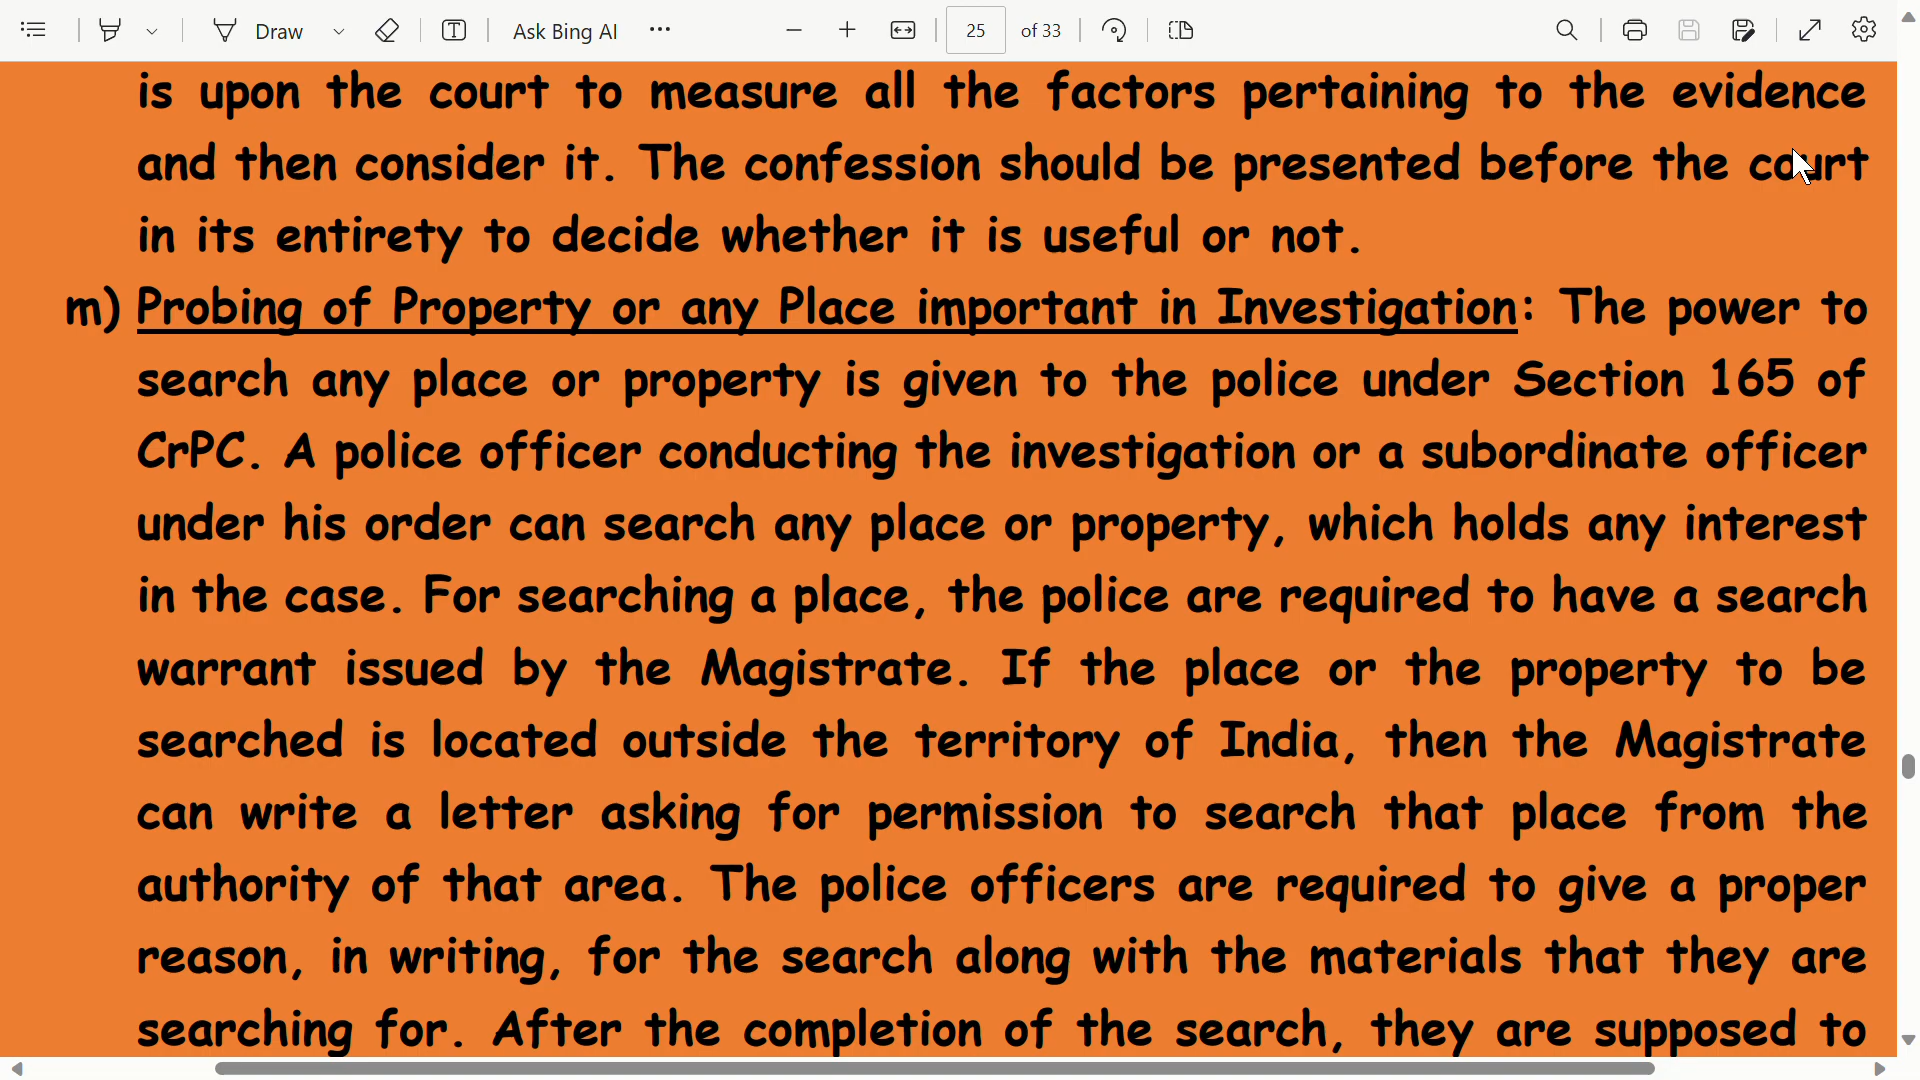 Draw Ask Bing AI 25 of 33
is upon the court to measure all the factors pertaining to the evidence
and then consider it. The confession should be presented before the court
in its entirety to decide whether it is useful or not.
m) Probing of Property or any Place important in Investigation: The power to
search any place or property is given to the police under Section 165 of
CrPC. A police officer conducting the investigation or a subordinate officer
under his order can search any place or property, which holds any interest
in the case. For searching a place, the police are required to have a search
warrant issued by the Magistrate. If the place or the property to be
searched is located outside the territory of India, then the Magistrate
can write a letter asking for permission to search that place from the
authority of that area. The police officers are required to give a proper
reason, in writing, for the search along with the materials that they are
searching for. After the completion of the search, they are supposed to